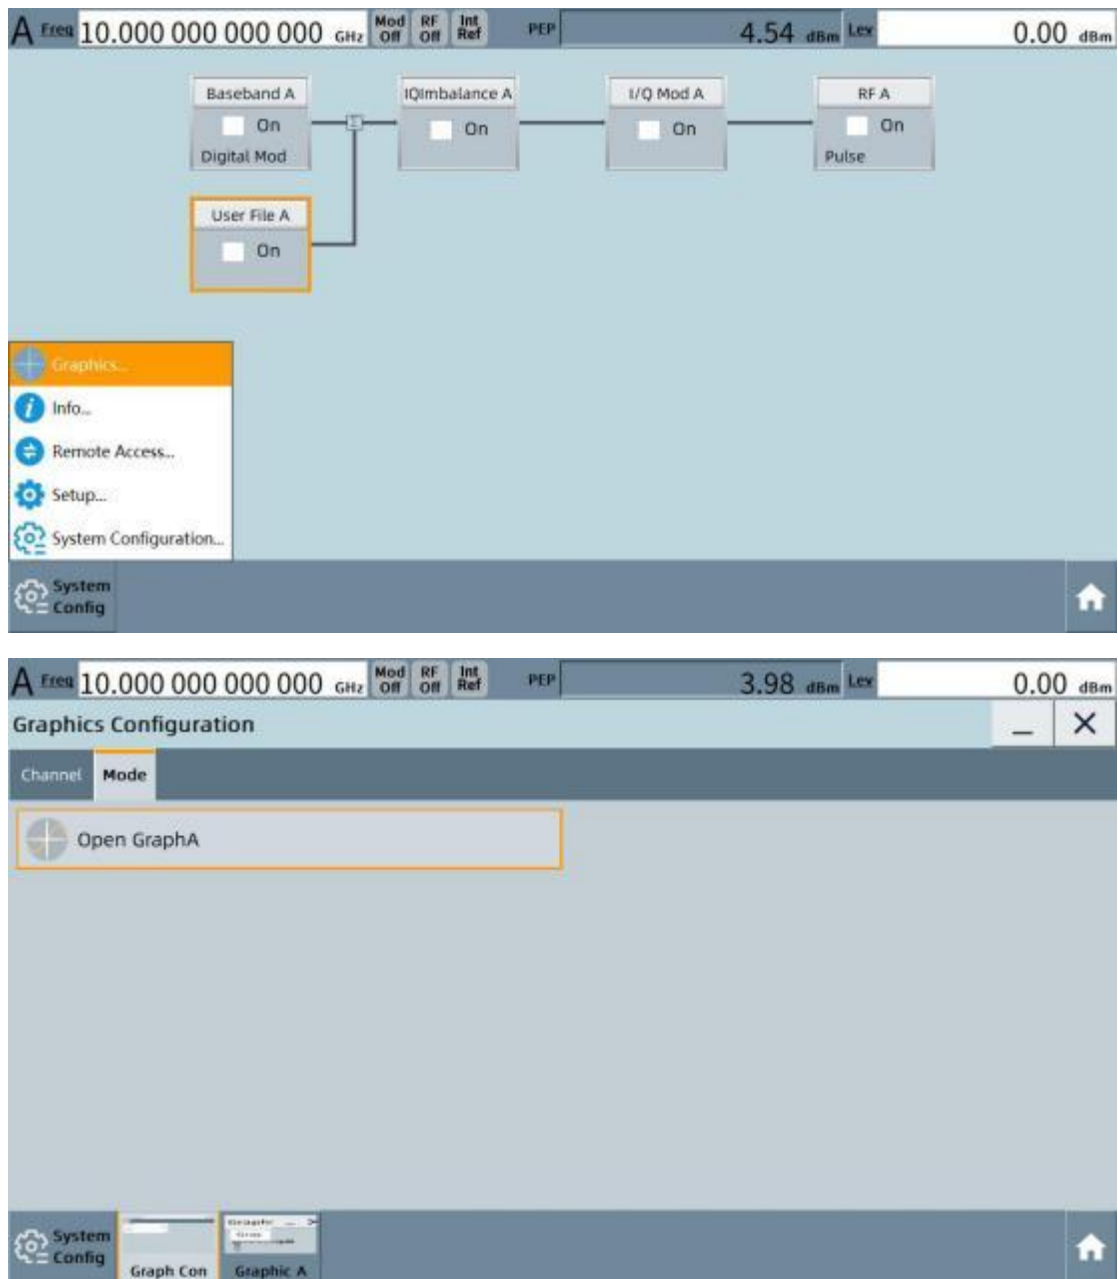 A Freq 10.000 000 000 000 GHz Mod Off RF Off Int Ref PEP 4.54 dBm Lev 0.00 dBm
Baseband A IQImbalance A I/Q Mod A RF A
On On On On
Digital Mod Pulse
User File A
On
Graphics...
Info...
Remote Access...
Setup...
System Configuration...
System
Config
A Freq 10.000 000 000 000 GHz Mod Off RF Off Int Ref PEP 3.98 dBm Lev 0.00 dBm
Graphics Configuration
Channel Mode
Open GraphA
System
Config
Graph Con Graphic A